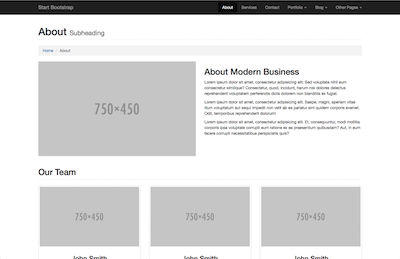 Start Bootstrap
About Services Contact Portfolio Blog Other Pages
About Subheading
Home / About
750×450
About Modern Business
Lorem ipsum dolor sit amet, consectetur adipisicing elit. Sed voluptate nihil eum
consectetur similique? Consectetur, quod, incidunt, harum nisi dolores delectus
reprehenderit voluptatem perferendis dicta dolorem non blanditiis ex fugiat.
Lorem ipsum dolor sit amet, consectetur adipisicing elit. Saepe, magni, aperiam vitae
illum voluptatum aut sequi impedit non velit ab ea pariatur sint quidem corporis eveniet.
Odit, temporibus reprehenderit dolorum!
Lorem ipsum dolor sit amet, consectetur adipisicing elit. Et, consequuntur, modi mollitia
corporis ipsa voluptate corrupti eum ratione ex ea praesentium quibusdam? Aut, in eum
facere corrupti necessitatibus perspiciatis quis?
Our Team
750×450 750×450 750×450
John Smith John Smith John Smith